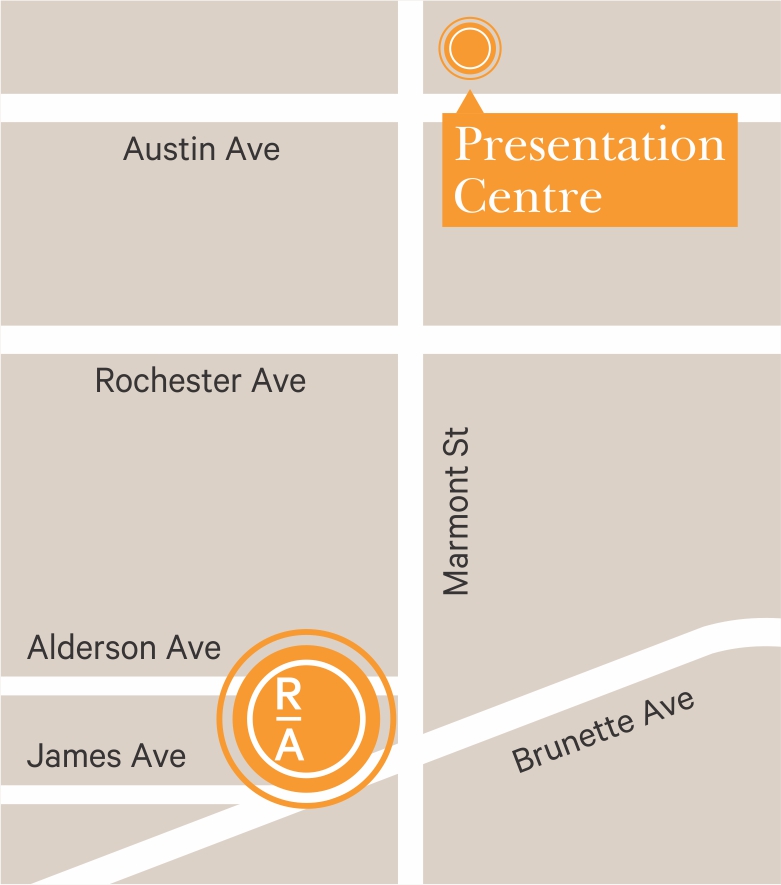 Austin Ave
Presentation
Centre
Rochester Ave
Marmont St
Alderson Ave
R
A
James Ave
Brunette Ave